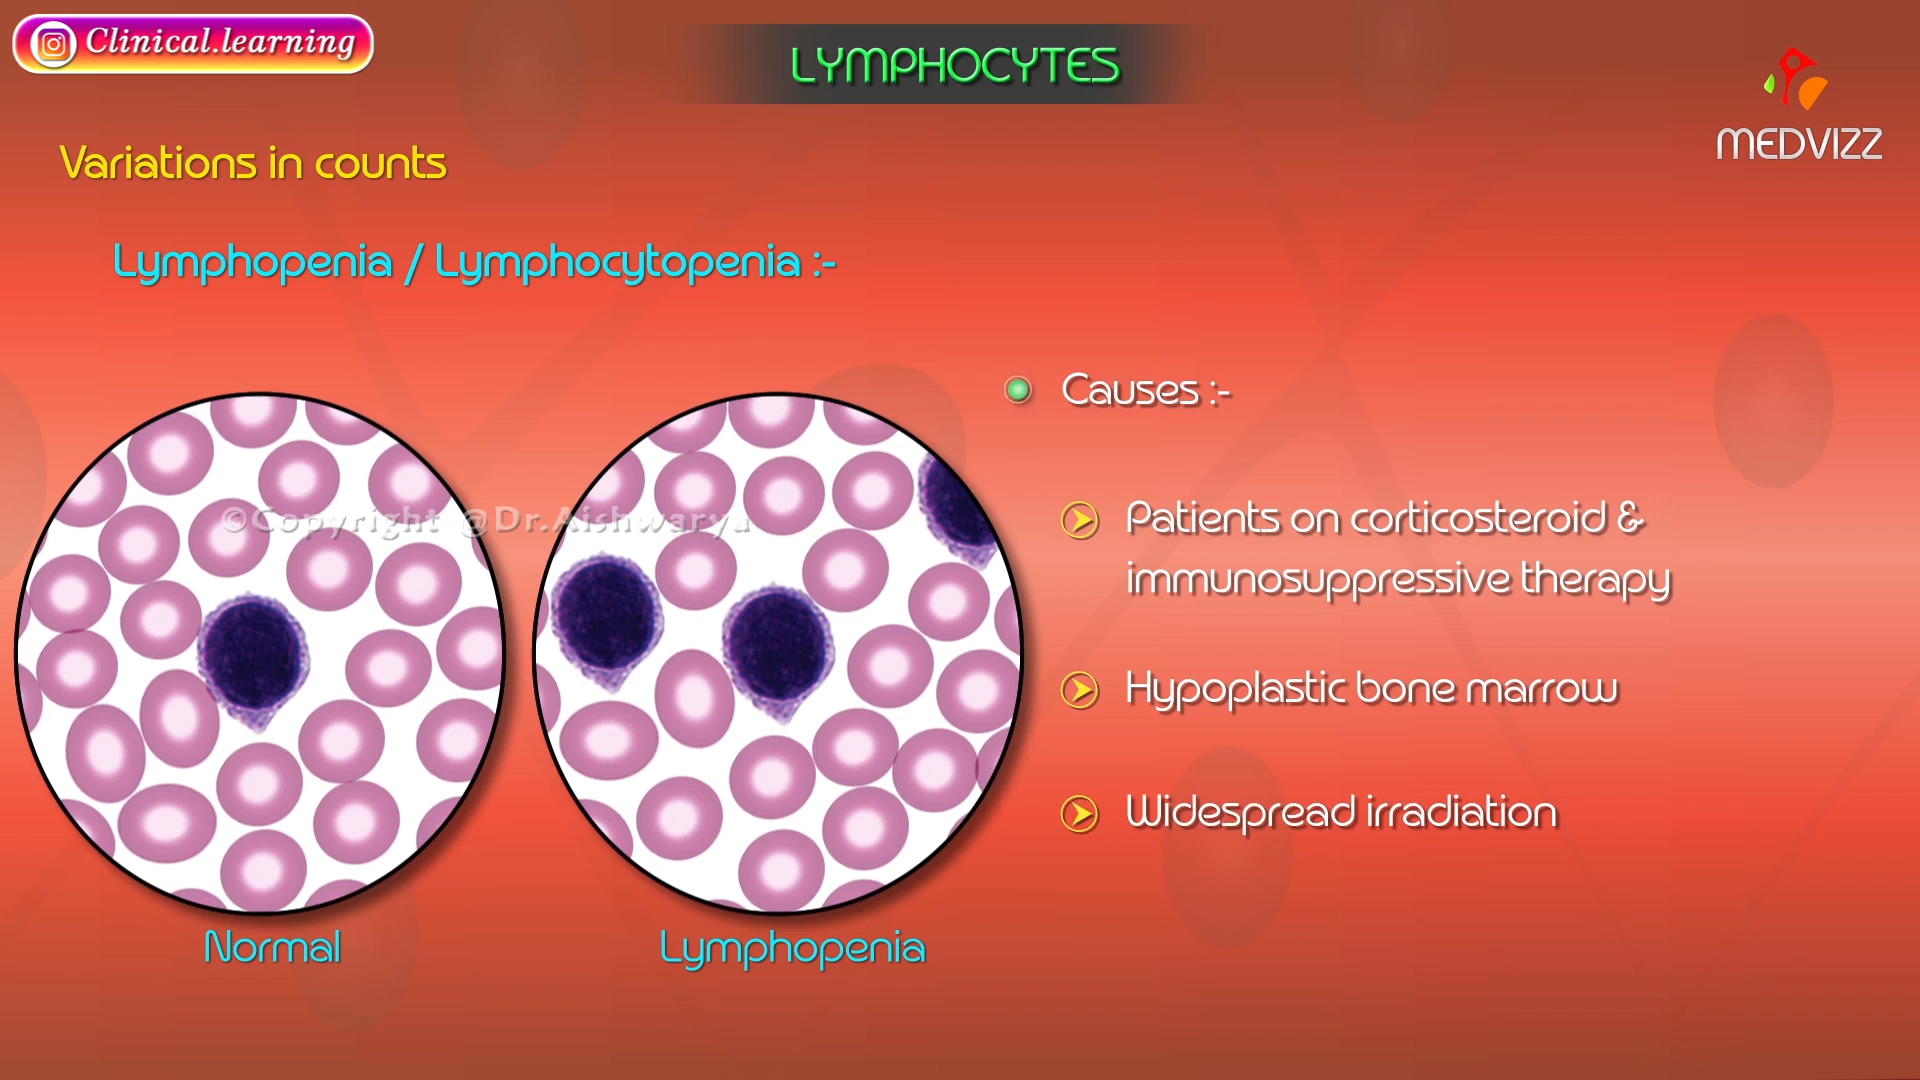 Clinical.learning
LYMPHOCYTES
MEDVIZZ
Variations in counts
Lymphopenia / Lymphocytopenia :-
Causes :-
©Copyright @Dr.Aishwarya
Patients on corticosteroid &
immunosuppressive therapy
Hypoplastic bone marrow
Widespread irradiation
Normal
Lymphopenia